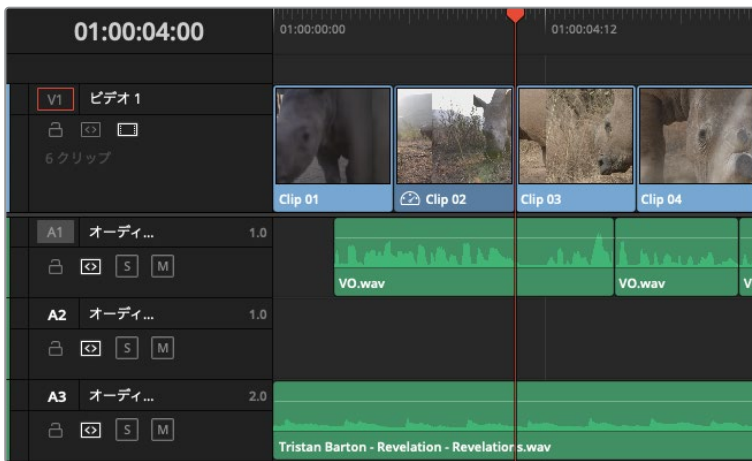 01:00:04:00
01:00:00:00
01:00:04:12
V1 ビデオ 1
6 クリップ
Clip 01
Clip 02
Clip 03
Clip 04
A1 オーディ... 1.0
S M
VO.wav
VO.wav
V
A2 オーディ... 1.0
S M
A3 オーディ... 2.0
S M
Tristan Barton - Revelation - Revelations.wav